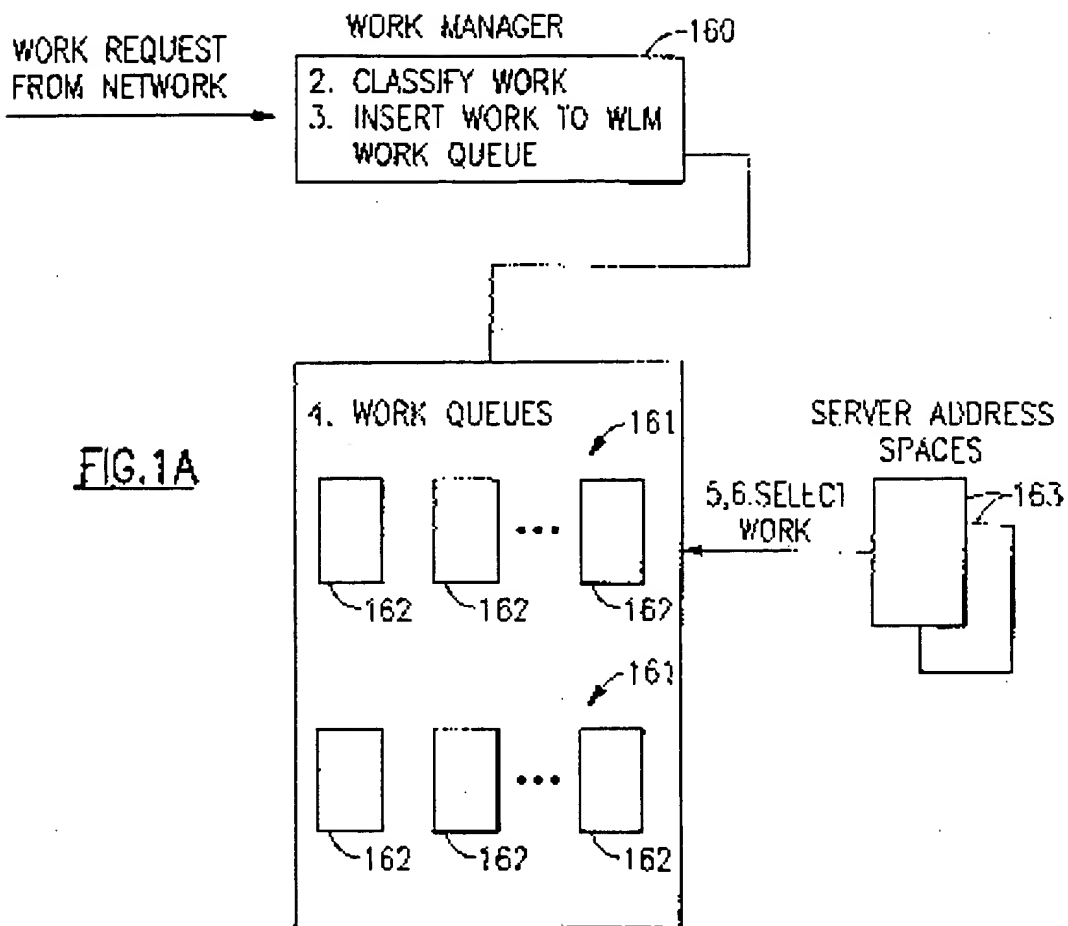 WORK MANAGER
160
WORK REQUEST
FROM NETWORK
2. CLASSIFY WORK
3. INSERT WORK TO WLM
WORK QUEUE
4. WORK QUEUES
161
SERVER ADDRESS
SPACES
FIG.1A
5,6.SELECT
WORK
163
162
162
162
161
162
162
162